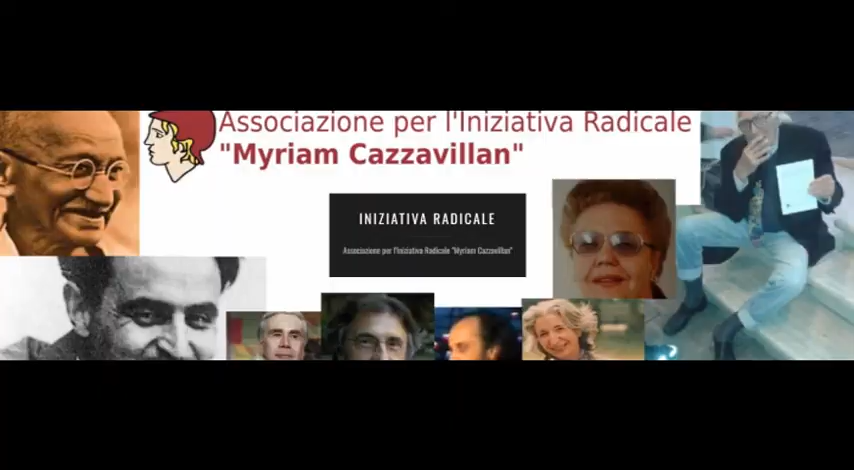 Associazione per l'Iniziativa Radicale
"Myriam Cazzavillan"
INIZIATIVA RADICALE
Associazione per l'Iniziativa Radicale "Myriam Cazzavillan"